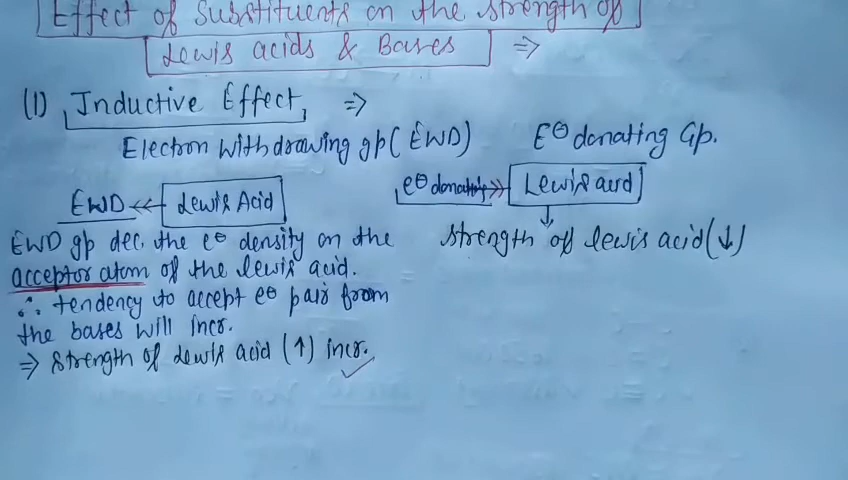 Effect of Substituents on the strength of
Lewis acids & Bases ⇒
(1) Inductive Effect, ⇒
Electron withdrawing gp (EWD) E⊖ donating Gp.
EWD ↞ Lewis Acid e⊖ donating ↠ Lewis acid
EWD gp dec. the e⊖ density on the
acceptor atom of the lewis acid.
∴ tendency to accept e⊖ pair from
the bases will incr.
⇒ strength of Lewis acid (↑) incr.
↓
strength of lewis acid (↓)